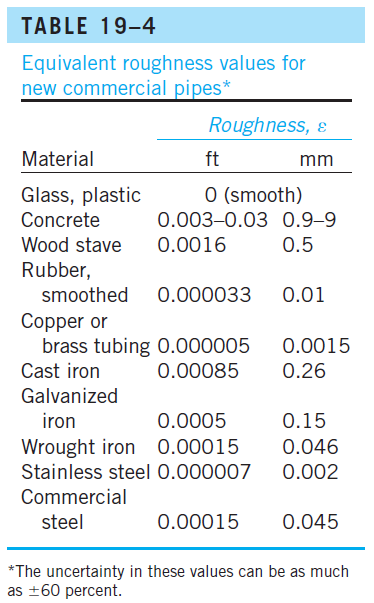 TABLE 19–4
Equivalent roughness values for
new commercial pipes*
Roughness, ε
Material ft mm
Glass, plastic 0 (smooth)
Concrete 0.003–0.03 0.9–9
Wood stave 0.0016 0.5
Rubber,
smoothed 0.000033 0.01
Copper or
brass tubing 0.000005 0.0015
Cast iron 0.00085 0.26
Galvanized
iron 0.0005 0.15
Wrought iron 0.00015 0.046
Stainless steel 0.000007 0.002
Commercial
steel 0.00015 0.045
*The uncertainty in these values can be as much
as ±60 percent.